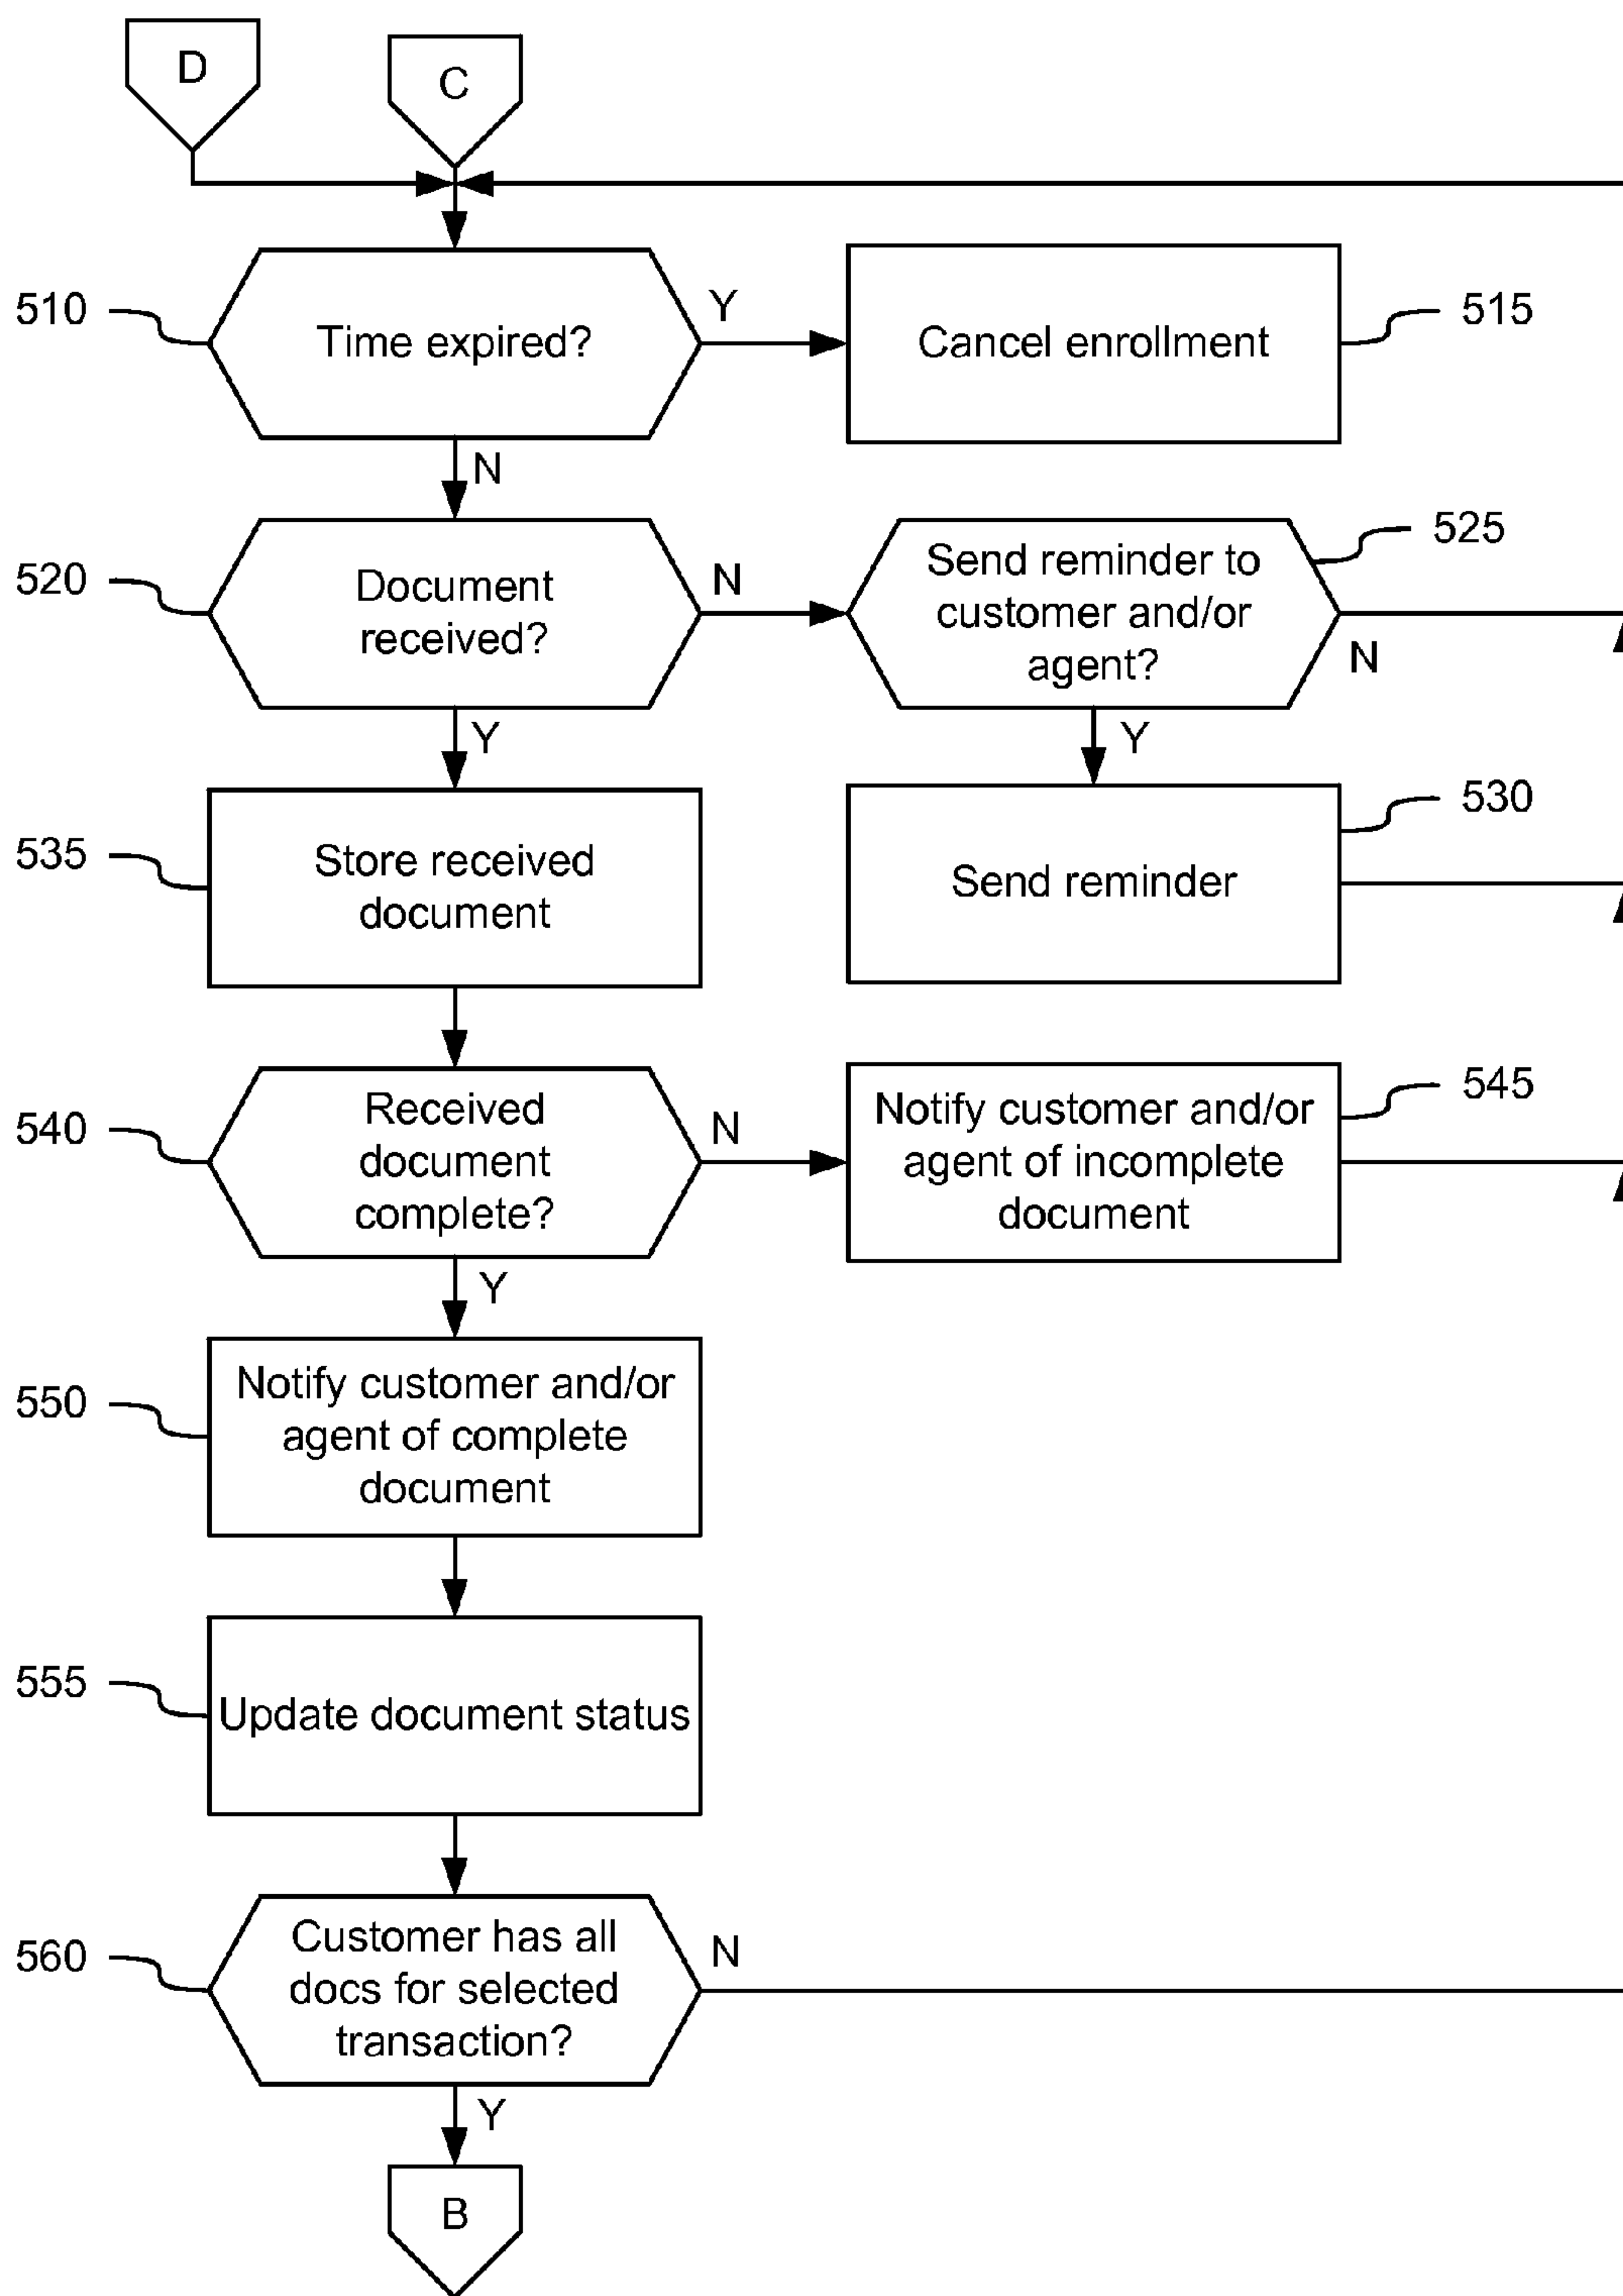 D
C
510
Time expired?
Y
Cancel enrollment
515
N
520
Document
received?
N
Send reminder to
customer and/or
agent?
525
N
Y
Y
535
Store received
document
Send reminder
530
540
Received
document
complete?
N
Notify customer and/or
agent of incomplete
document
545
Y
550
Notify customer and/or
agent of complete
document
555
Update document status
560
Customer has all
docs for selected
transaction?
N
Y
B